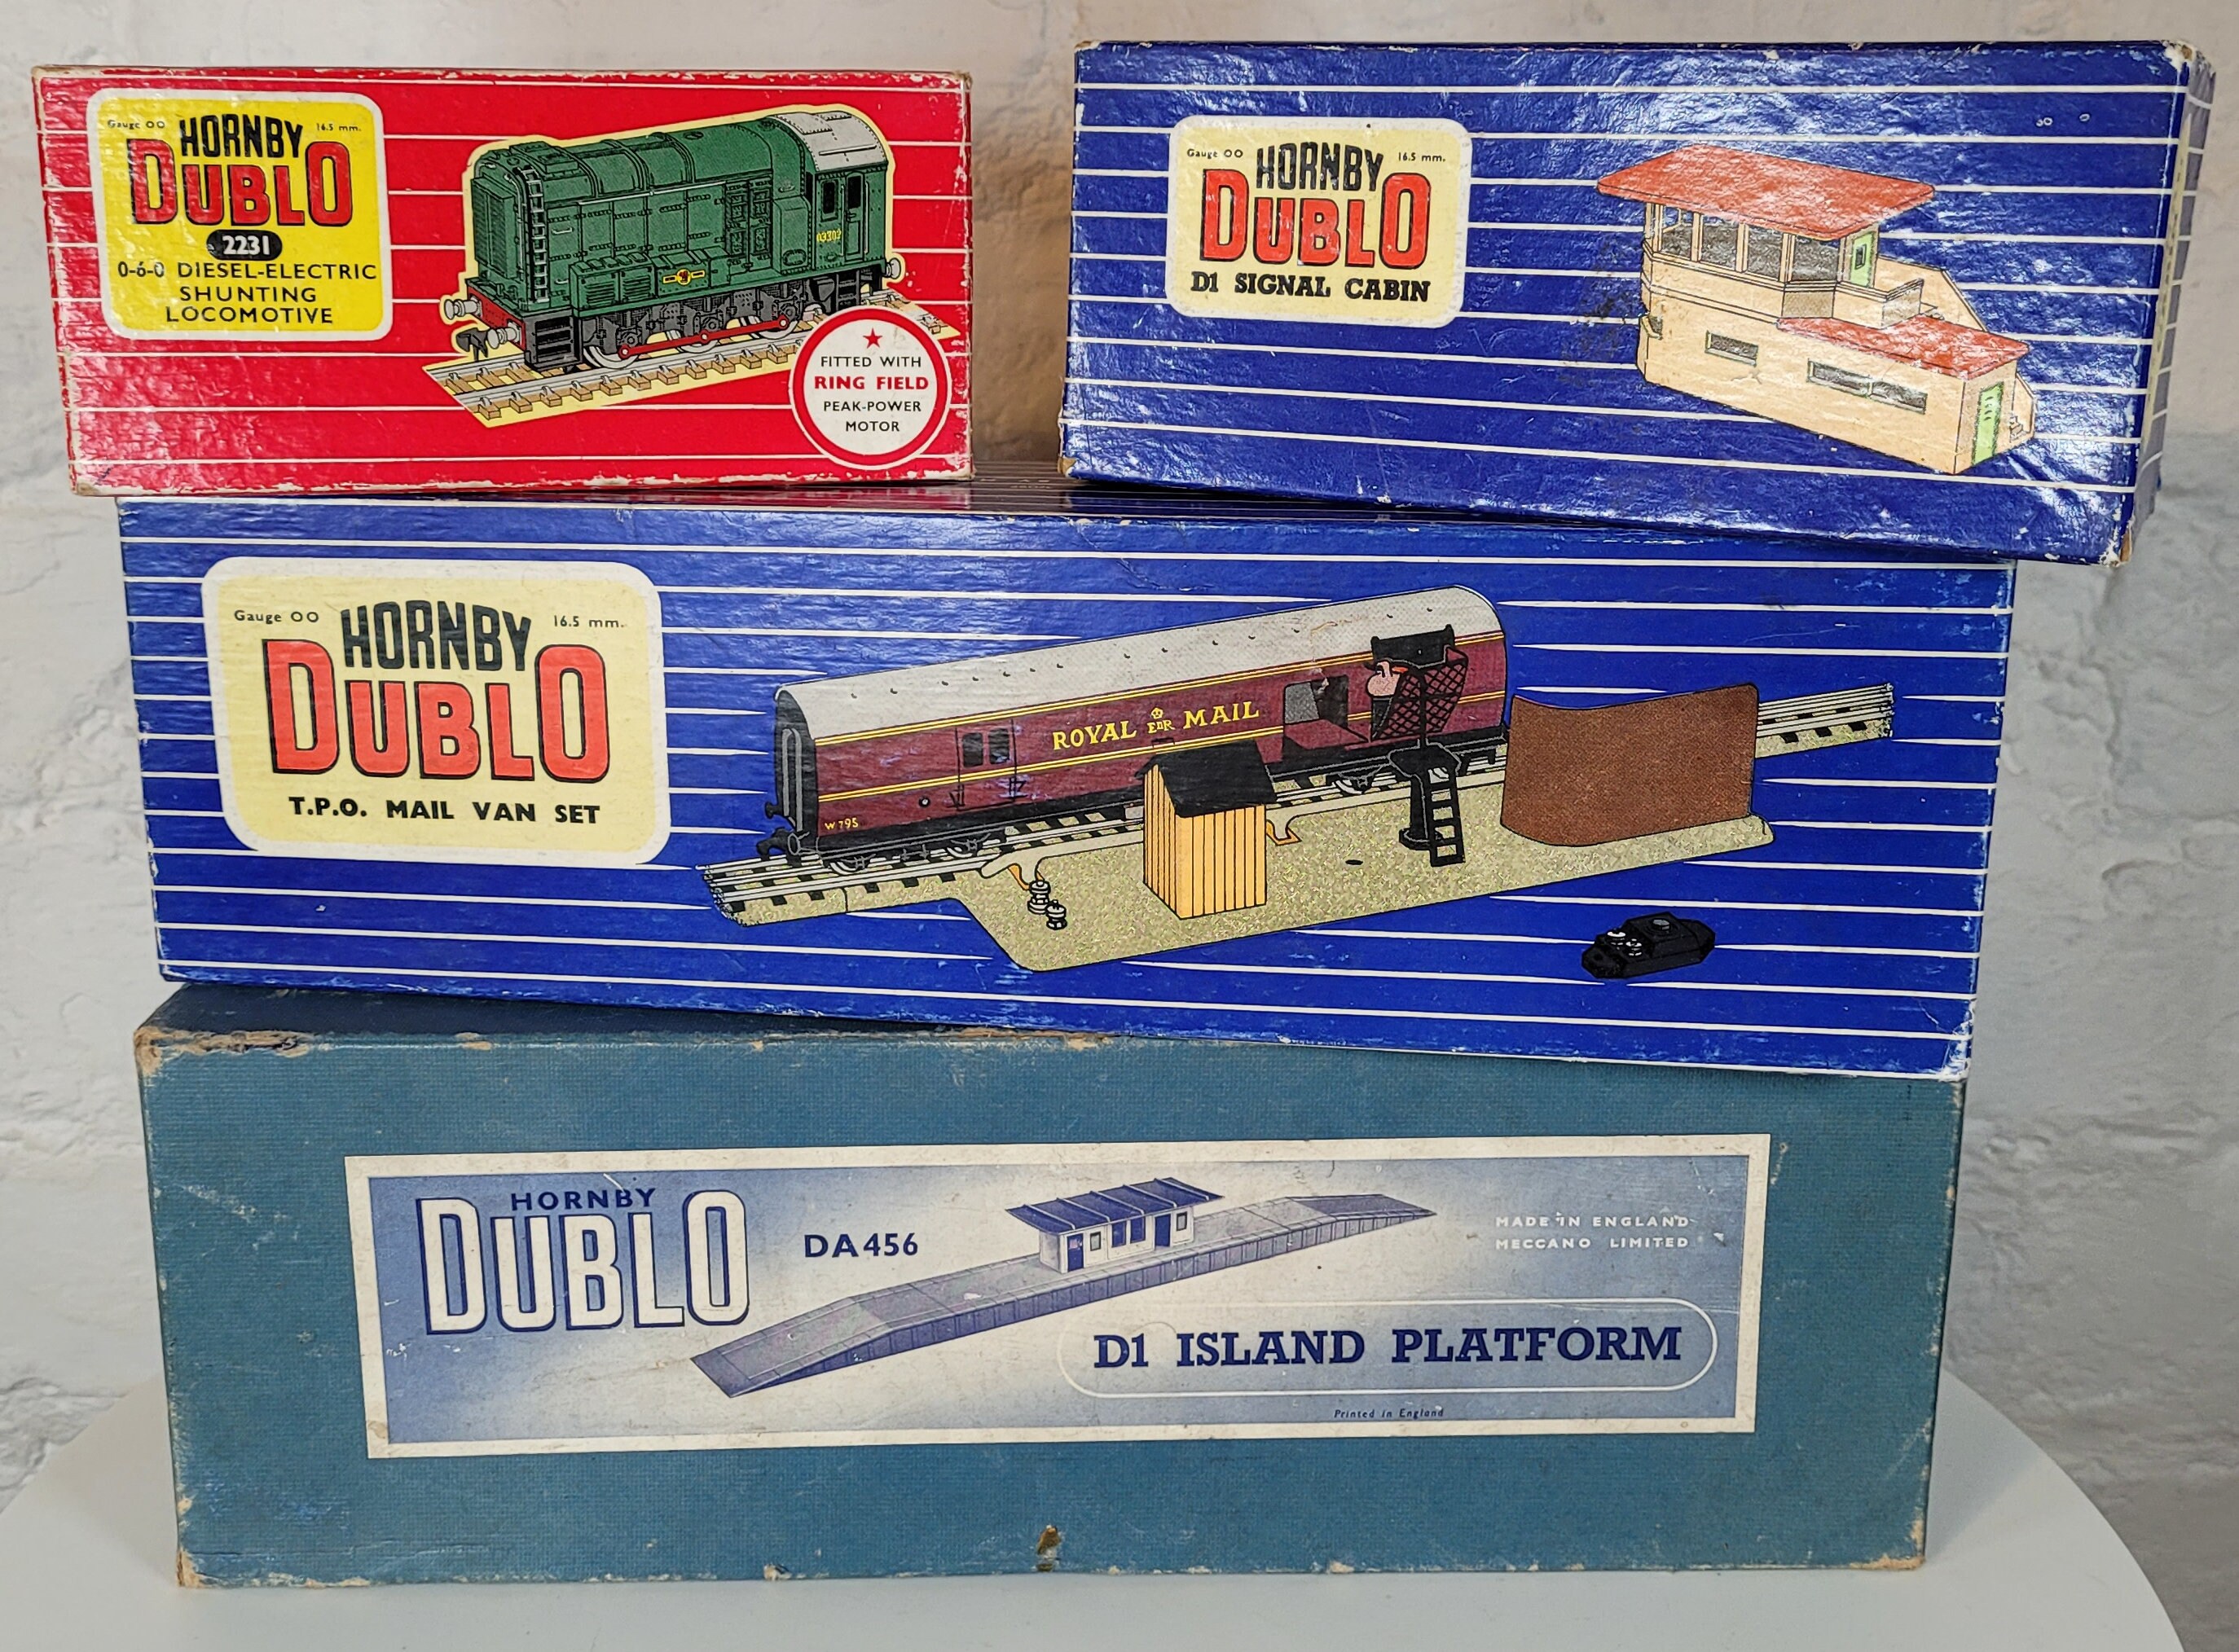 Gauge OO HORNBY 16.5 mm.
DUBLO
2231
0-6-0 DIESEL-ELECTRIC
SHUNTING
LOCOMOTIVE
FITTED WITH
RING FIELD
PEAK-POWER
MOTOR
Gauge OO HORNBY 16.5 mm.
DUBLO
D1 SIGNAL CABIN
Gauge OO HORNBY 16.5 mm.
DUBLO
T.P.O. MAIL VAN SET
ROYAL EIIR MAIL
W 795
HORNBY
DUBLO
DA456
MADE IN ENGLAND
MECCANO LIMITED
D1 ISLAND PLATFORM
Printed in England